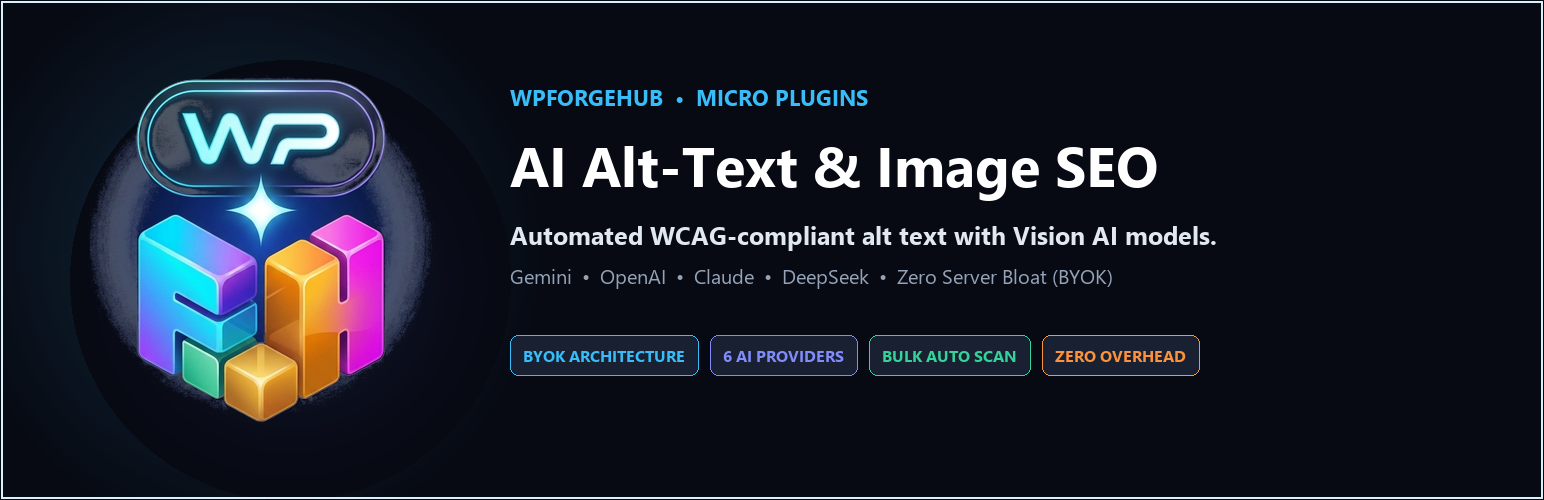 WP
FH
WPFORGEHUB • MICRO PLUGINS
AI Alt-Text & Image SEO
Automated WCAG-compliant alt text with Vision AI models.
Gemini • OpenAI • Claude • DeepSeek • Zero Server Bloat (BYOK)
BYOK ARCHITECTURE 6 AI PROVIDERS BULK AUTO SCAN ZERO OVERHEAD